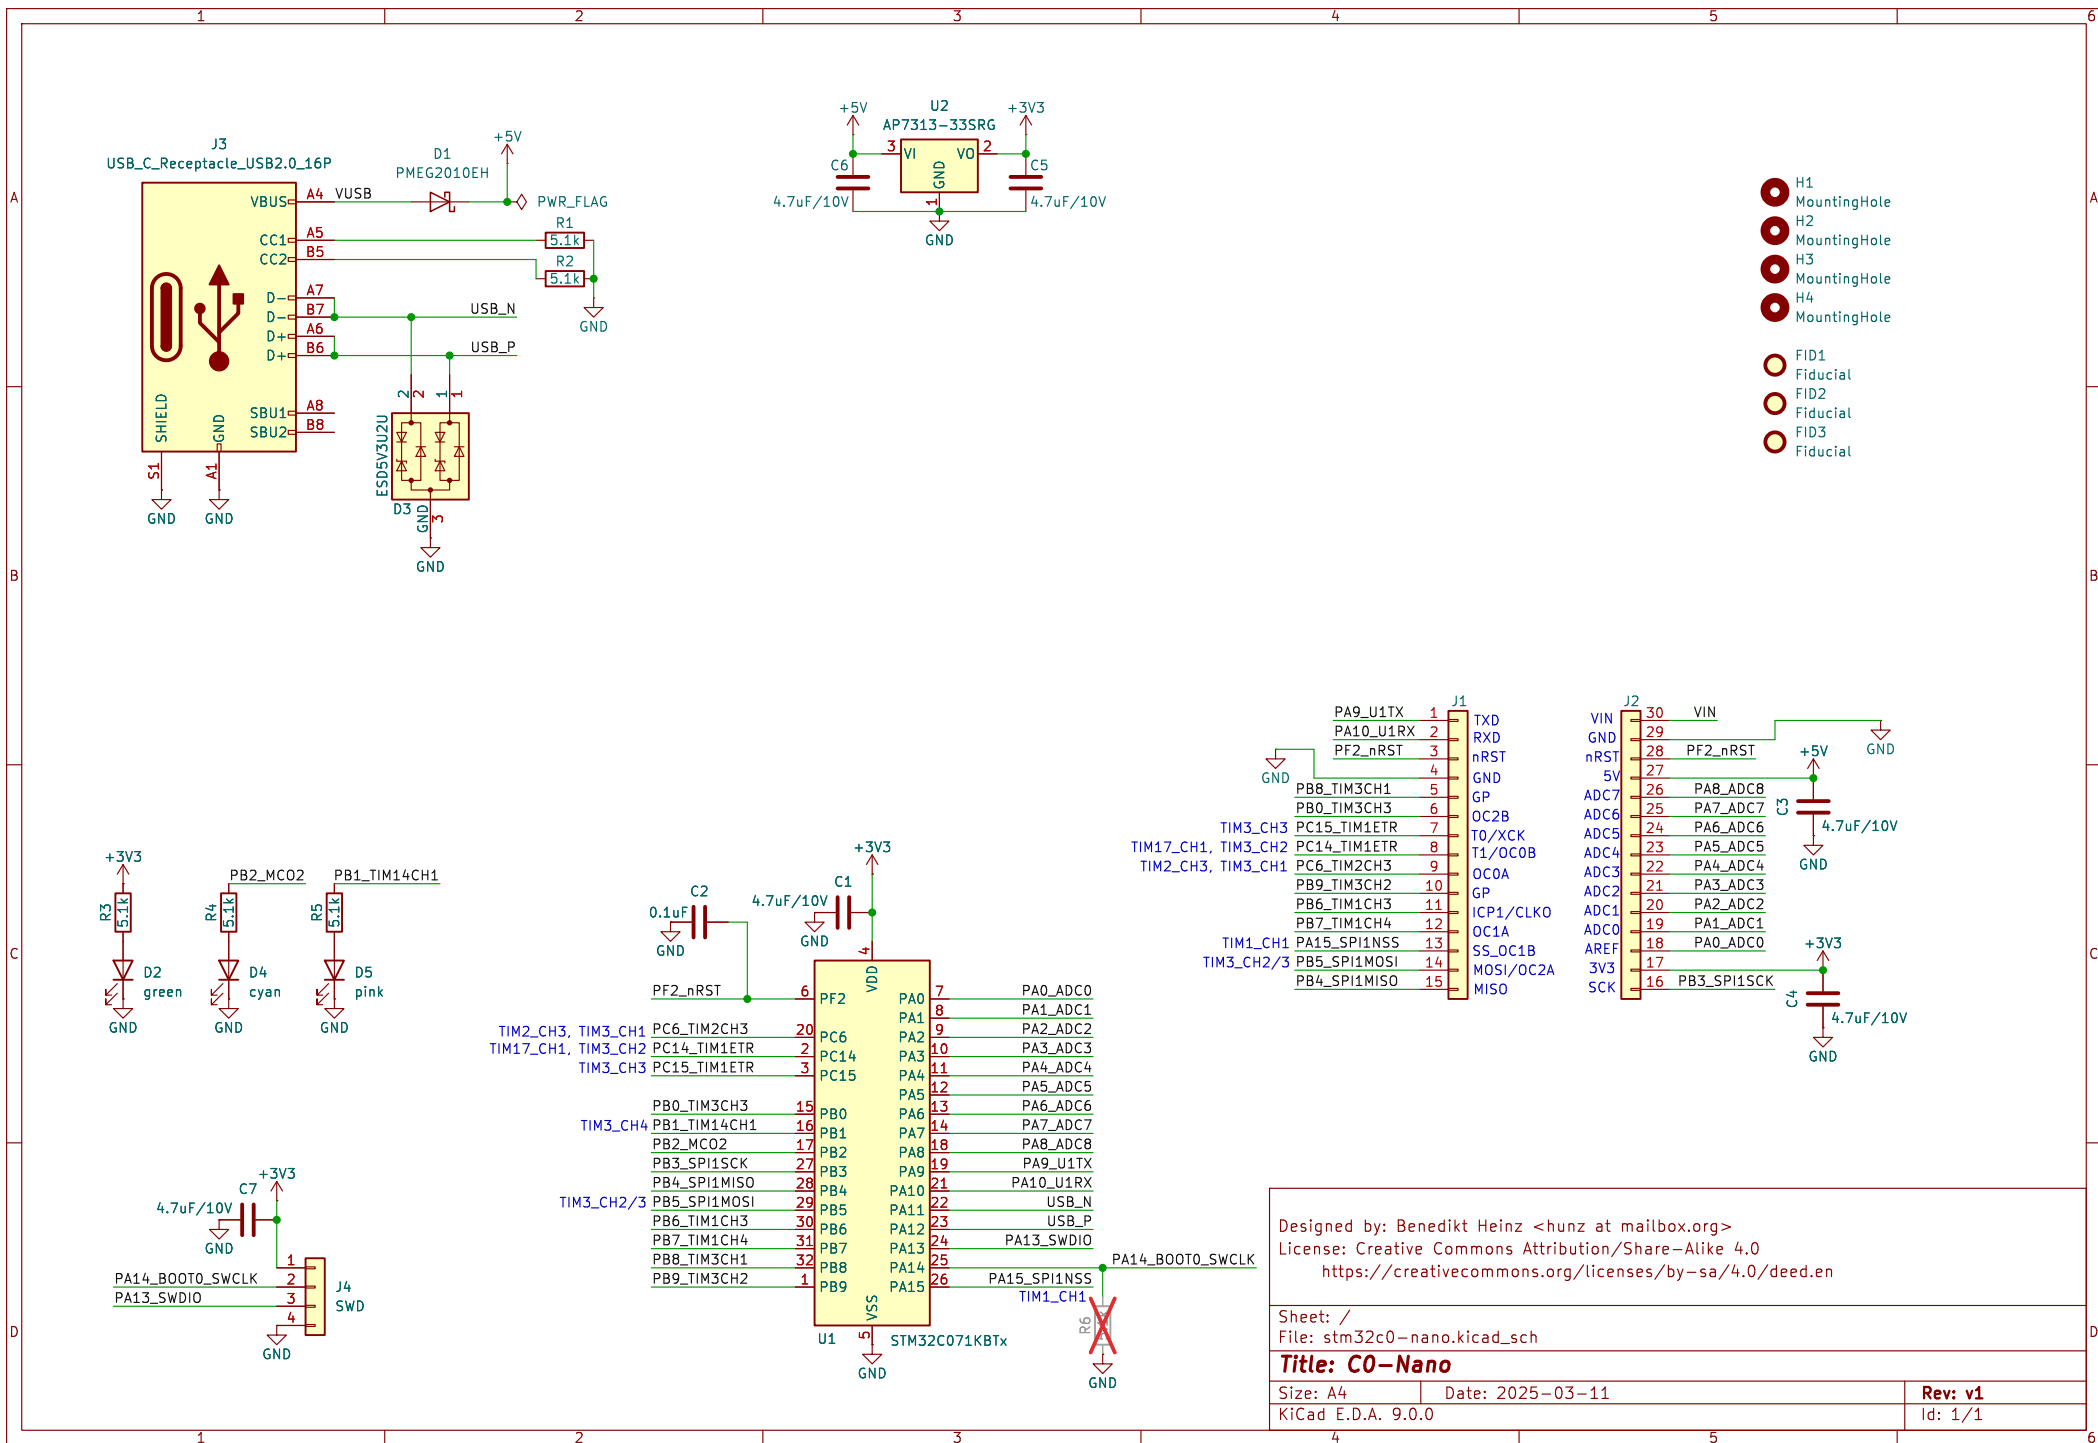 1 2 3 4 5 6
A
B
C
D
A
B
C
D
1 2 3 4 5 6
J3
USB_C_Receptacle_USB2.0_16P
VBUS A4 VUSB
CC1 A5
CC2 B5
D- A7
D- B7 USB_N
D+ A6
D+ B6 USB_P
SBU1 A8
SBU2 B8
SHIELD
GND
S1
A1
GND
GND
D1
PMEG2010EH
+5V
PWR_FLAG
R1
5.1k
R2
5.1k
GND
2 2 1 1
ESD5V3U2U
D3
GND
3
GND
U2
AP7313-33SRG
+5V
+3V3
3 VI VO 2
GND
1
C6
4.7uF/10V
C5
4.7uF/10V
GND
H1
MountingHole
H2
MountingHole
H3
MountingHole
H4
MountingHole
FID1
Fiducial
FID2
Fiducial
FID3
Fiducial
+3V3
R3
5.1k
D2
green
GND
PB2_MCO2
R4
5.1k
D4
cyan
GND
PB1_TIM14CH1
R5
5.1k
D5
pink
GND
+3V3
C7
4.7uF/10V
GND
1
PA14_BOOT0_SWCLK 2
PA13_SWDIO 3
4
J4
SWD
GND
+3V3
C2
0.1uF
GND
C1
4.7uF/10V
GND
4
VDD
PF2_nRST 6 PF2
TIM2_CH3, TIM3_CH1 PC6_TIM2CH3 20 PC6
TIM17_CH1, TIM3_CH2 PC14_TIM1ETR 2 PC14
TIM3_CH3 PC15_TIM1ETR 3 PC15
PB0_TIM3CH3 15 PB0
TIM3_CH4 PB1_TIM14CH1 16 PB1
PB2_MCO2 17 PB2
PB3_SPI1SCK 27 PB3
PB4_SPI1MISO 28 PB4
TIM3_CH2/3 PB5_SPI1MOSI 29 PB5
PB6_TIM1CH3 30 PB6
PB7_TIM1CH4 31 PB7
PB8_TIM3CH1 32 PB8
PB9_TIM3CH2 1 PB9
PA0 7 PA0_ADC0
PA1 8 PA1_ADC1
PA2 9 PA2_ADC2
PA3 10 PA3_ADC3
PA4 11 PA4_ADC4
PA5 12 PA5_ADC5
PA6 13 PA6_ADC6
PA7 14 PA7_ADC7
PA8 18 PA8_ADC8
PA9 19 PA9_U1TX
PA10 21 PA10_U1RX
PA11 22 USB_N
PA12 23 USB_P
PA13 24 PA13_SWDIO
PA14 25 PA14_BOOT0_SWCLK
PA15 26 PA15_SPI1NSS
TIM1_CH1
VSS
5
U1
STM32C071KBTx
GND
R6
GND
J1
PA9_U1TX 1 TXD
PA10_U1RX 2 RXD
PF2_nRST 3 nRST
GND
4 GND
PB8_TIM3CH1 5 GP
PB0_TIM3CH3 6 OC2B
TIM3_CH3 PC15_TIM1ETR 7 T0/XCK
TIM17_CH1, TIM3_CH2 PC14_TIM1ETR 8 T1/OC0B
TIM2_CH3, TIM3_CH1 PC6_TIM2CH3 9 OC0A
PB9_TIM3CH2 10 GP
PB6_TIM1CH3 11 ICP1/CLKO
PB7_TIM1CH4 12 OC1A
TIM1_CH1 PA15_SPI1NSS 13 SS_OC1B
TIM3_CH2/3 PB5_SPI1MOSI 14 MOSI/OC2A
PB4_SPI1MISO 15 MISO
J2
VIN 30 VIN
GND 29
GND
nRST 28 PF2_nRST
5V 27
+5V
ADC7 26 PA8_ADC8
ADC6 25 PA7_ADC7
ADC5 24 PA6_ADC6
ADC4 23 PA5_ADC5
ADC3 22 PA4_ADC4
ADC2 21 PA3_ADC3
ADC1 20 PA2_ADC2
ADC0 19 PA1_ADC1
AREF 18 PA0_ADC0
3V3 17
SCK 16 PB3_SPI1SCK
C3
4.7uF/10V
GND
+3V3
C4
4.7uF/10V
GND
Designed by: Benedikt Heinz <hunz at mailbox.org>
License: Creative Commons Attribution/Share-Alike 4.0
https://creativecommons.org/licenses/by-sa/4.0/deed.en
Sheet: /
File: stm32c0-nano.kicad_sch
Title: C0-Nano
Size: A4 Date: 2025-03-11 Rev: v1
KiCad E.D.A. 9.0.0 Id: 1/1